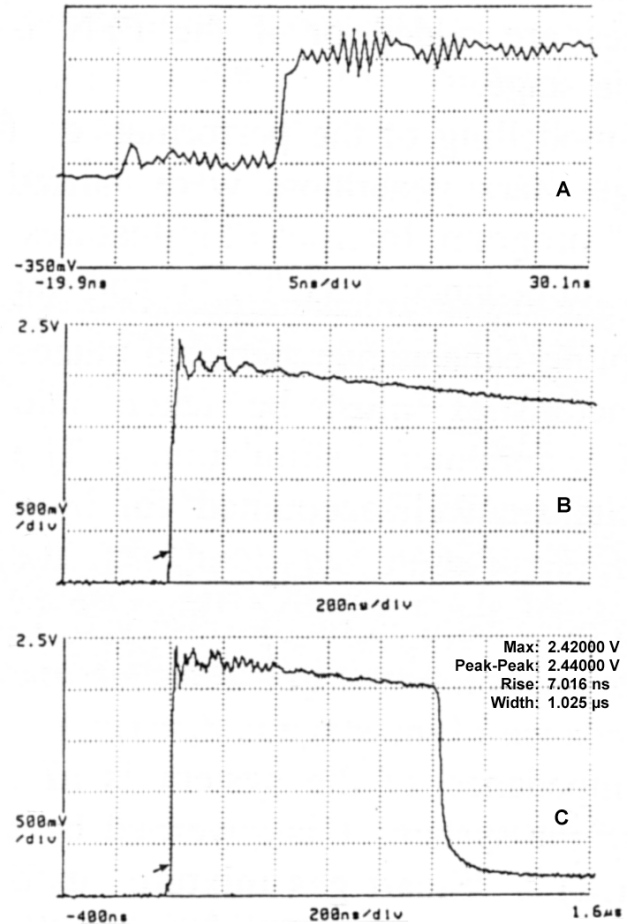 A
-350mV
-19.9ns 5ns/div 30.1ns
2.5V
500mV
/div
B
200ns/div
2.5V
Max: 2.42000 V
Peak-Peak: 2.44000 V
Rise: 7.016 ns
Width: 1.025 µs
500mV
/div
C
-400ns 200ns/div 1.6µs